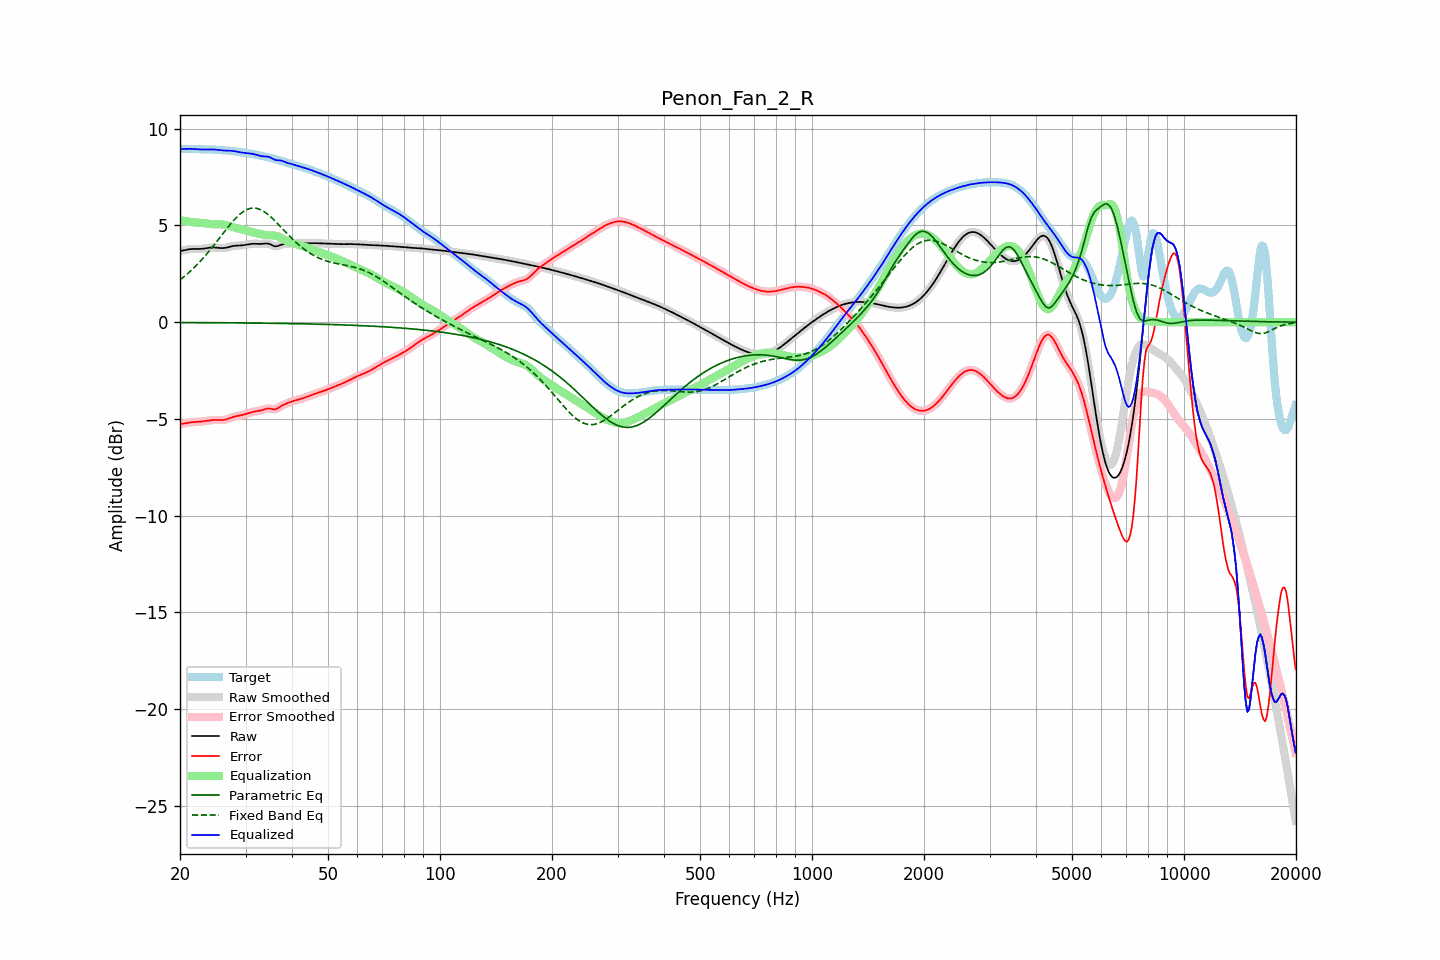 Penon_Fan_2_R
10
5
0
−5
−10
−15
−20
−25
Amplitude (dBr)
Target
Raw Smoothed
Error Smoothed
Raw
Error
Equalization
Parametric Eq
Fixed Band Eq
Equalized
20 50 100 200 500 1000 2000 5000 10000 20000
Frequency (Hz)